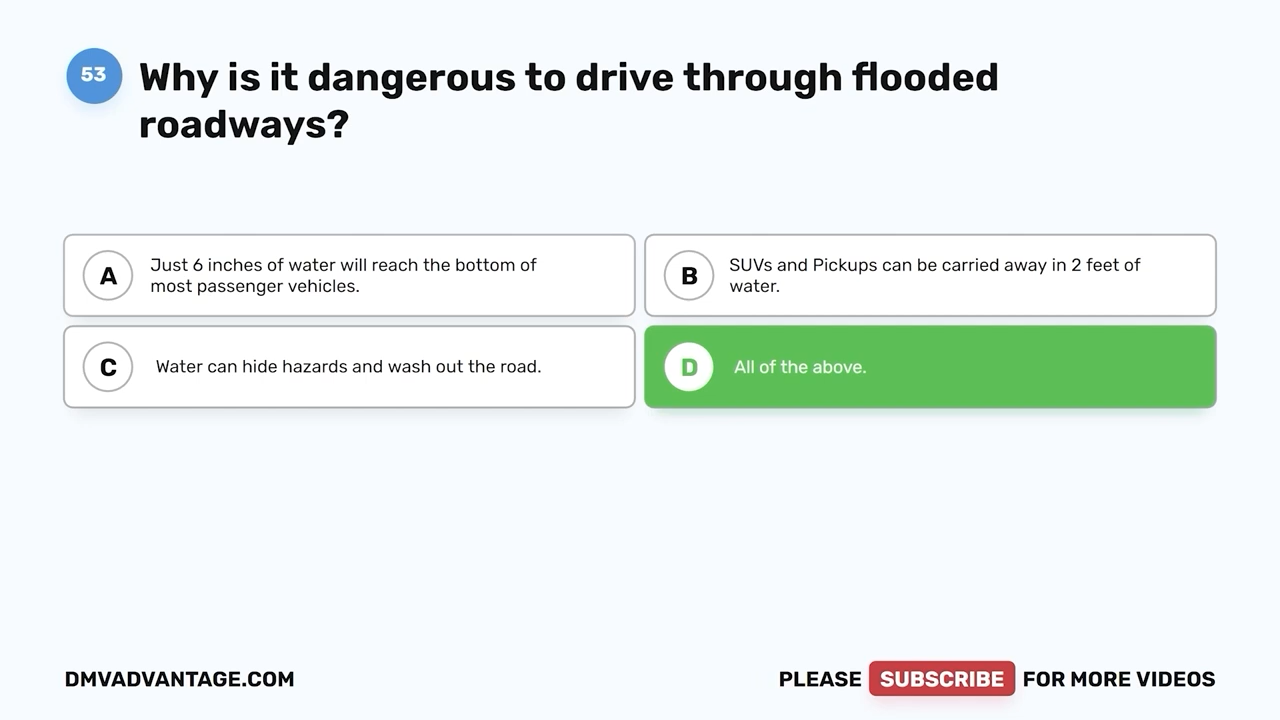 53
Why is it dangerous to drive through flooded
roadways?
A
Just 6 inches of water will reach the bottom of
most passenger vehicles.
B
SUVs and Pickups can be carried away in 2 feet of
water.
C
Water can hide hazards and wash out the road.
D
All of the above.
DMVADVANTAGE.COM
PLEASE SUBSCRIBE FOR MORE VIDEOS